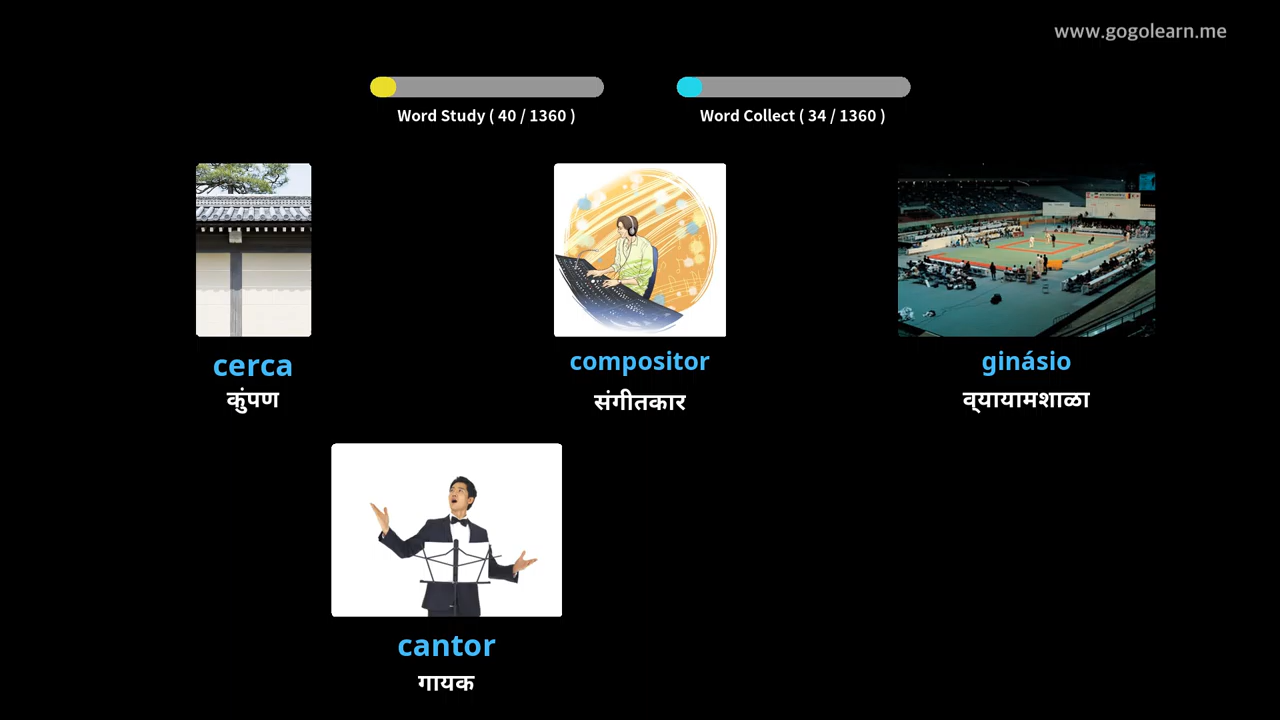 www.gogolearn.me
Word Study ( 40 / 1360 )
Word Collect ( 34 / 1360 )
cerca
कुंपण
compositor
संगीतकार
ginásio
व्यायामशाळा
cantor
गायक